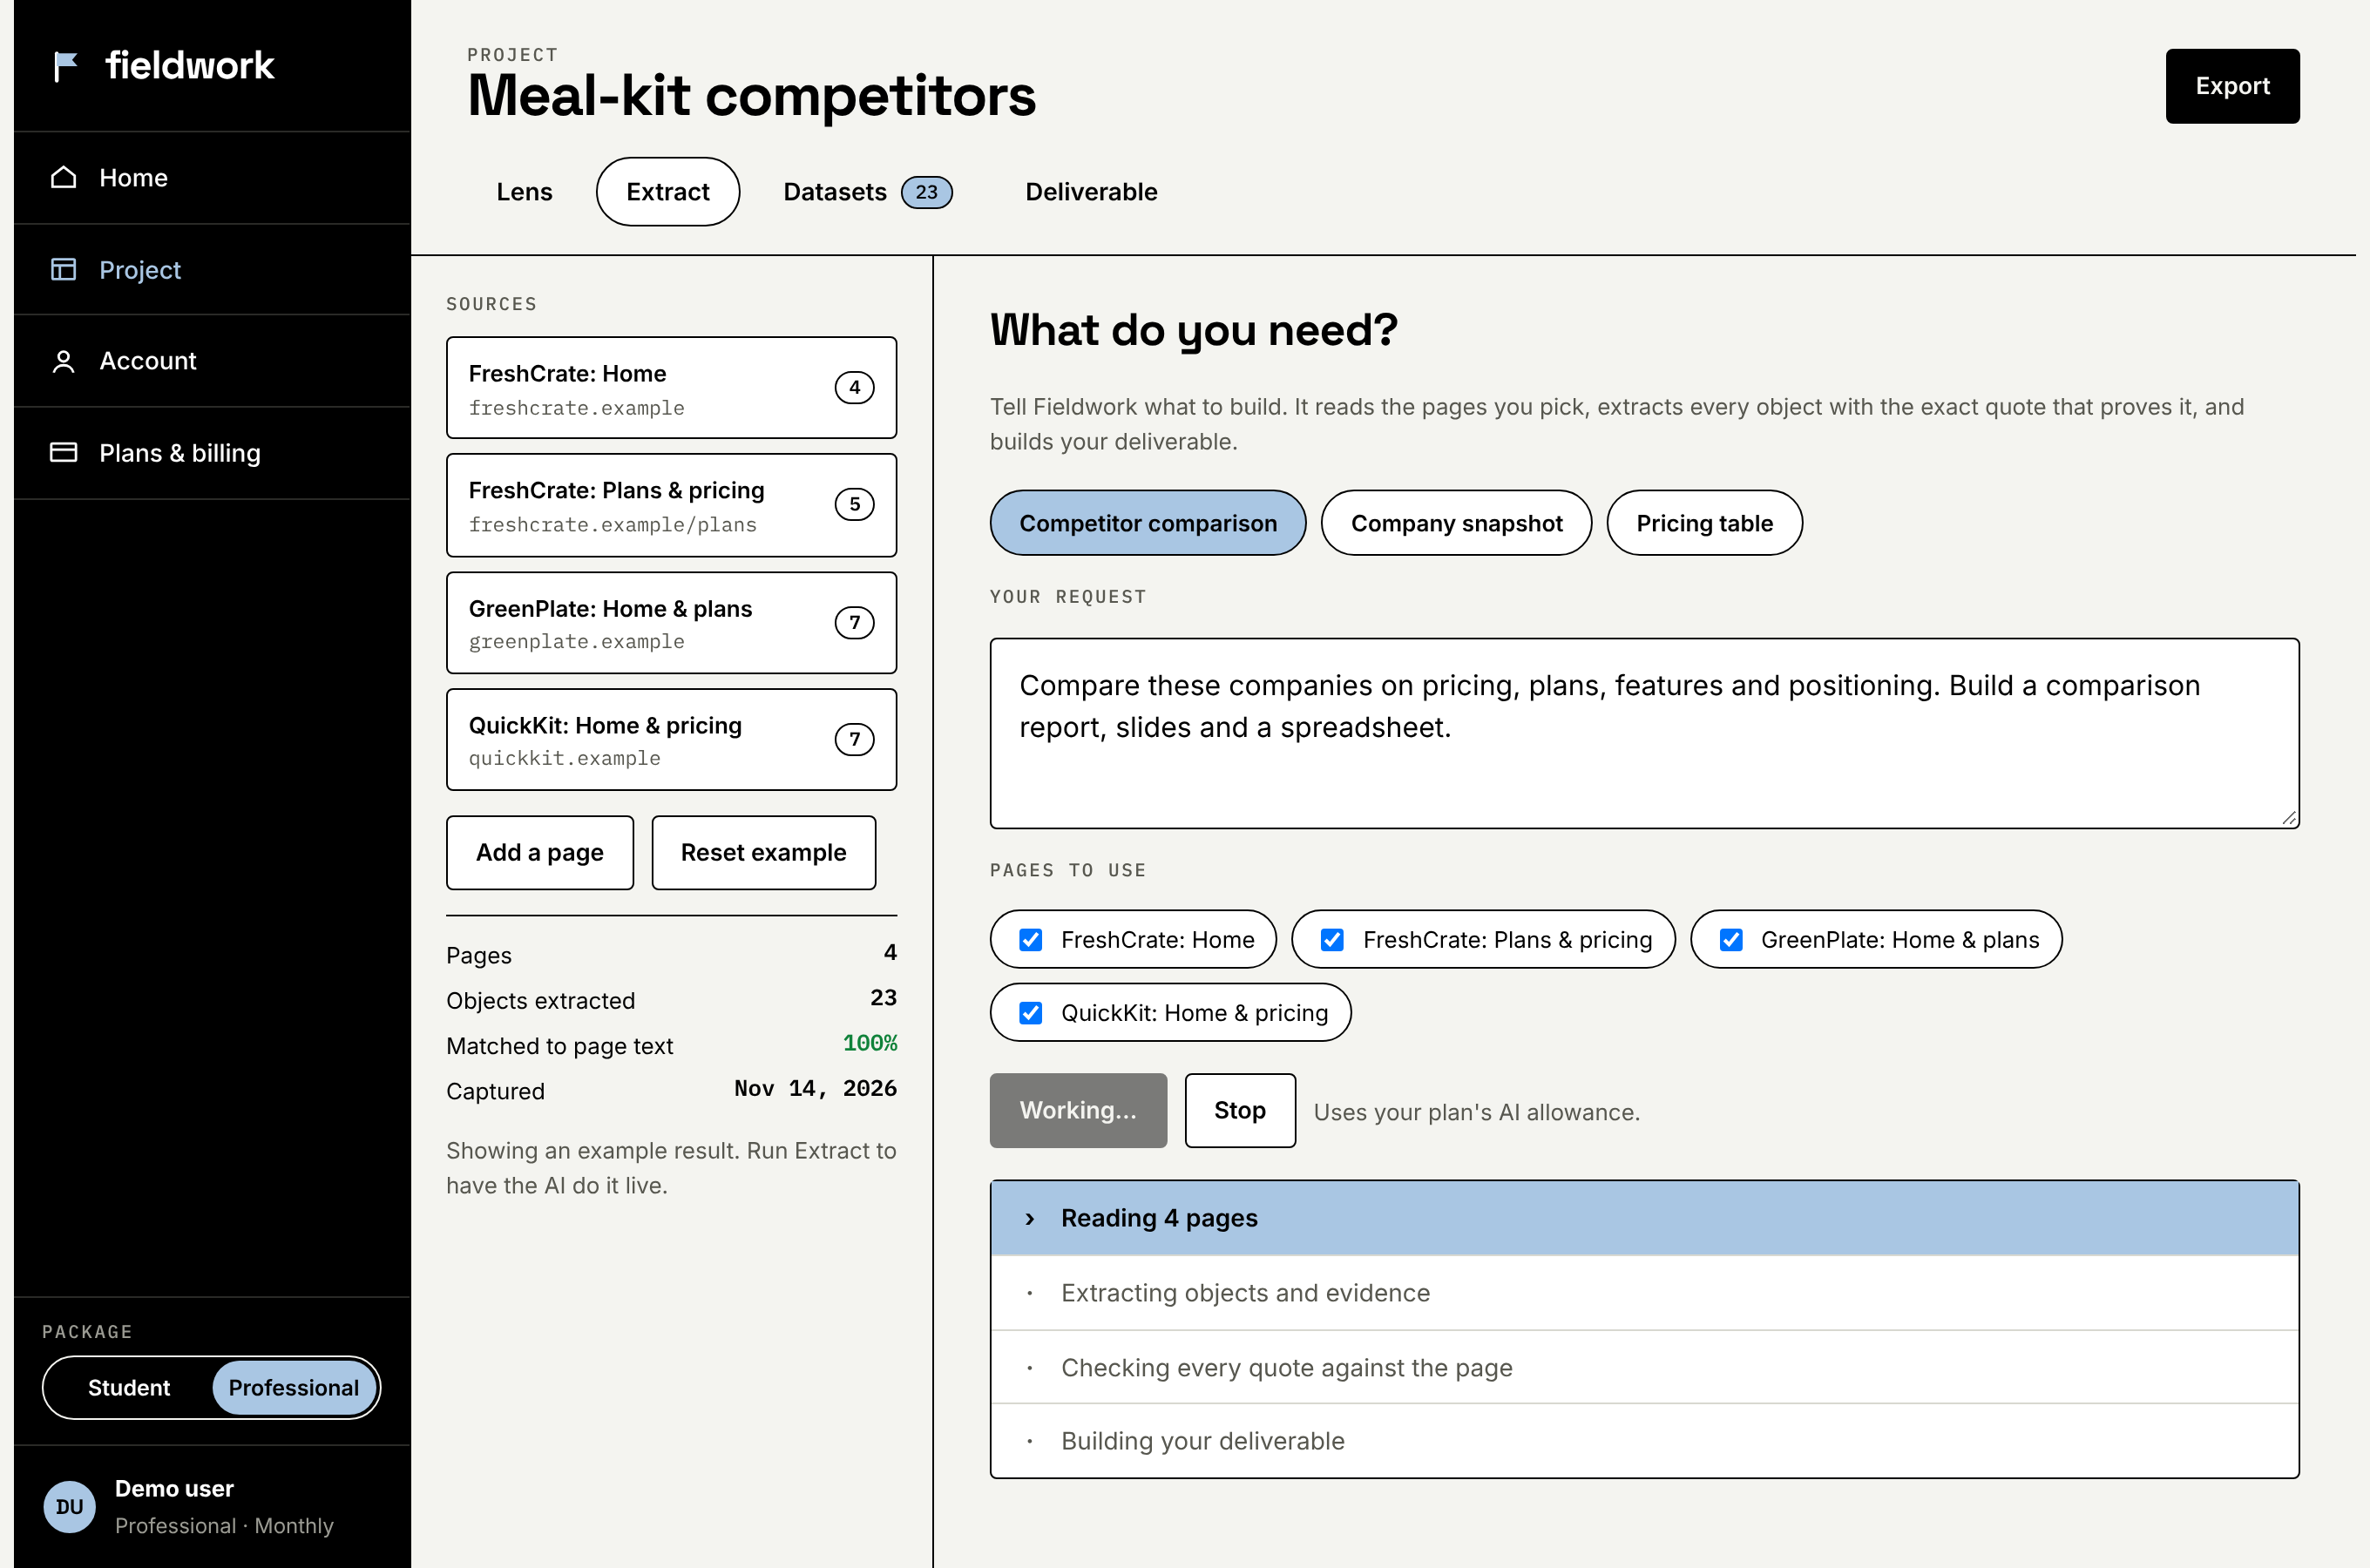 fieldwork
Home
Project
Account
Plans & billing
PACKAGE
Student
Professional
DU
Demo user
Professional · Monthly
PROJECT
Meal-kit competitors
Export
Lens
Extract
Datasets 23
Deliverable
SOURCES
FreshCrate: Home
freshcrate.example
4
FreshCrate: Plans & pricing
freshcrate.example/plans
5
GreenPlate: Home & plans
greenplate.example
7
QuickKit: Home & pricing
quickkit.example
7
Add a page
Reset example
Pages 4
Objects extracted 23
Matched to page text 100%
Captured Nov 14, 2026
Showing an example result. Run Extract to
have the AI do it live.
What do you need?
Tell Fieldwork what to build. It reads the pages you pick, extracts every object with the exact quote that proves it, and
builds your deliverable.
Competitor comparison
Company snapshot
Pricing table
YOUR REQUEST
Compare these companies on pricing, plans, features and positioning. Build a comparison
report, slides and a spreadsheet.
PAGES TO USE
FreshCrate: Home
FreshCrate: Plans & pricing
GreenPlate: Home & plans
QuickKit: Home & pricing
Working...
Stop
Uses your plan's AI allowance.
› Reading 4 pages
· Extracting objects and evidence
· Checking every quote against the page
· Building your deliverable